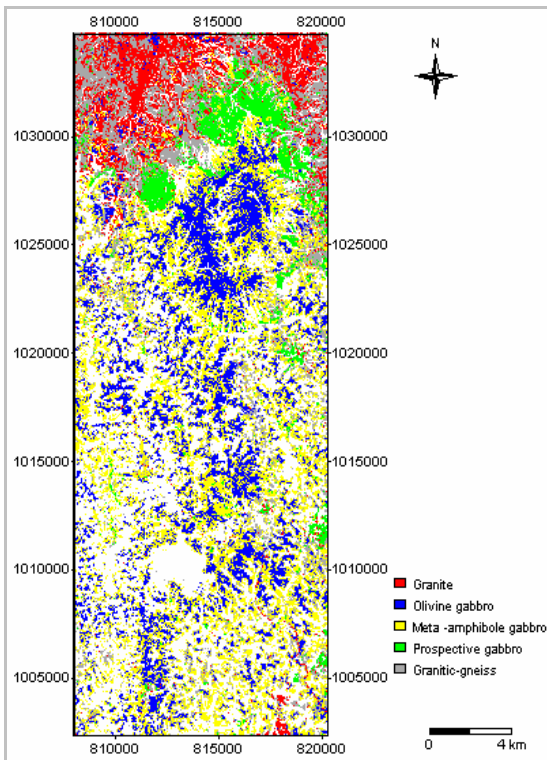 810000 815000 820000
N
1030000 1030000
1025000 1025000
1020000 1020000
1015000 1015000
1010000 1010000
Granite
Olivine gabbro
Meta -amphibole gabbro
Prospective gabbro
Granitic-gneiss
1005000 1005000
810000 815000 820000
0 4 km